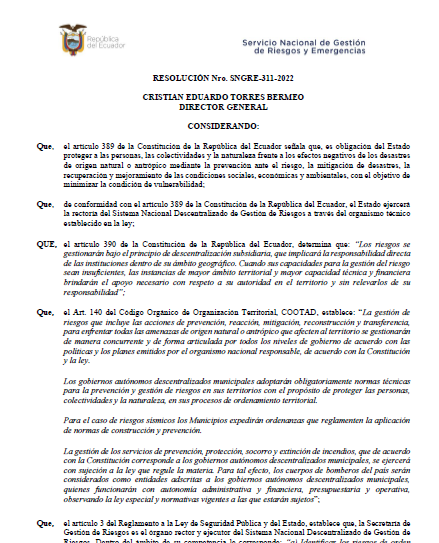 República
del Ecuador
Servicio Nacional de Gestión
de Riesgos y Emergencias
RESOLUCIÓN Nro. SNGRE-311-2022
CRISTIAN EDUARDO TORRES BERMEO
DIRECTOR GENERAL
CONSIDERANDO:
Que, el artículo 389 de la Constitución de la República del Ecuador señala que, es obligación del Estado
proteger a las personas, las colectividades y la naturaleza frente a los efectos negativos de los desastres
de origen natural o antrópico mediante la prevención ante el riesgo, la mitigación de desastres, la
recuperación y mejoramiento de las condiciones sociales, económicas y ambientales, con el objetivo de
minimizar la condición de vulnerabilidad;
Que, de conformidad con el artículo 389 de la Constitución de la República del Ecuador, el Estado ejercerá
la rectoría del Sistema Nacional Descentralizado de Gestión de Riesgos a través del organismo técnico
establecido en la ley;
QUE, el artículo 390 de la Constitución de la República del Ecuador, determina que: “Los riesgos se
gestionarán bajo el principio de descentralización subsidiaria, que implicará la responsabilidad directa
de las instituciones dentro de su ámbito geográfico. Cuando sus capacidades para la gestión del riesgo
sean insuficientes, las instancias de mayor ámbito territorial y mayor capacidad técnica y financiera
brindarán el apoyo necesario con respeto a su autoridad en el territorio y sin relevarlos de su
responsabilidad”;
Que, el Art. 140 del Código Orgánico de Organización Territorial, COOTAD, establece: “La gestión de
riesgos que incluye las acciones de prevención, reacción, mitigación, reconstrucción y transferencia,
para enfrentar todas las amenazas de origen natural o antrópico que afecten al territorio se gestionarán
de manera concurrente y de forma articulada por todos los niveles de gobierno de acuerdo con las
políticas y los planes emitidos por el organismo nacional responsable, de acuerdo con la Constitución
y la ley.
Los gobiernos autónomos descentralizados municipales adoptarán obligatoriamente normas técnicas
para la prevención y gestión de riesgos en sus territorios con el propósito de proteger las personas,
colectividades y la naturaleza, en sus procesos de ordenamiento territorial.
Para el caso de riesgos sísmicos los Municipios expedirán ordenanzas que reglamenten la aplicación
de normas de construcción y prevención.
La gestión de los servicios de prevención, protección, socorro y extinción de incendios, que de acuerdo
con la Constitución corresponde a los gobiernos autónomos descentralizados municipales, se ejercerá
con sujeción a la ley que regule la materia. Para tal efecto, los cuerpos de bomberos del país serán
considerados como entidades adscritas a los gobiernos autónomos descentralizados municipales,
quienes funcionarán con autonomía administrativa y financiera, presupuestaria y operativa,
observando la ley especial y normativas vigentes a las que estarán sujetos”;
Que, el artículo 3 del Reglamento a la Ley de Seguridad Pública y del Estado, establece que, la Secretaría
de Gestión de Riesgos es el órgano rector y ejecutor del Sistema Nacional Descentralizado de Gestión